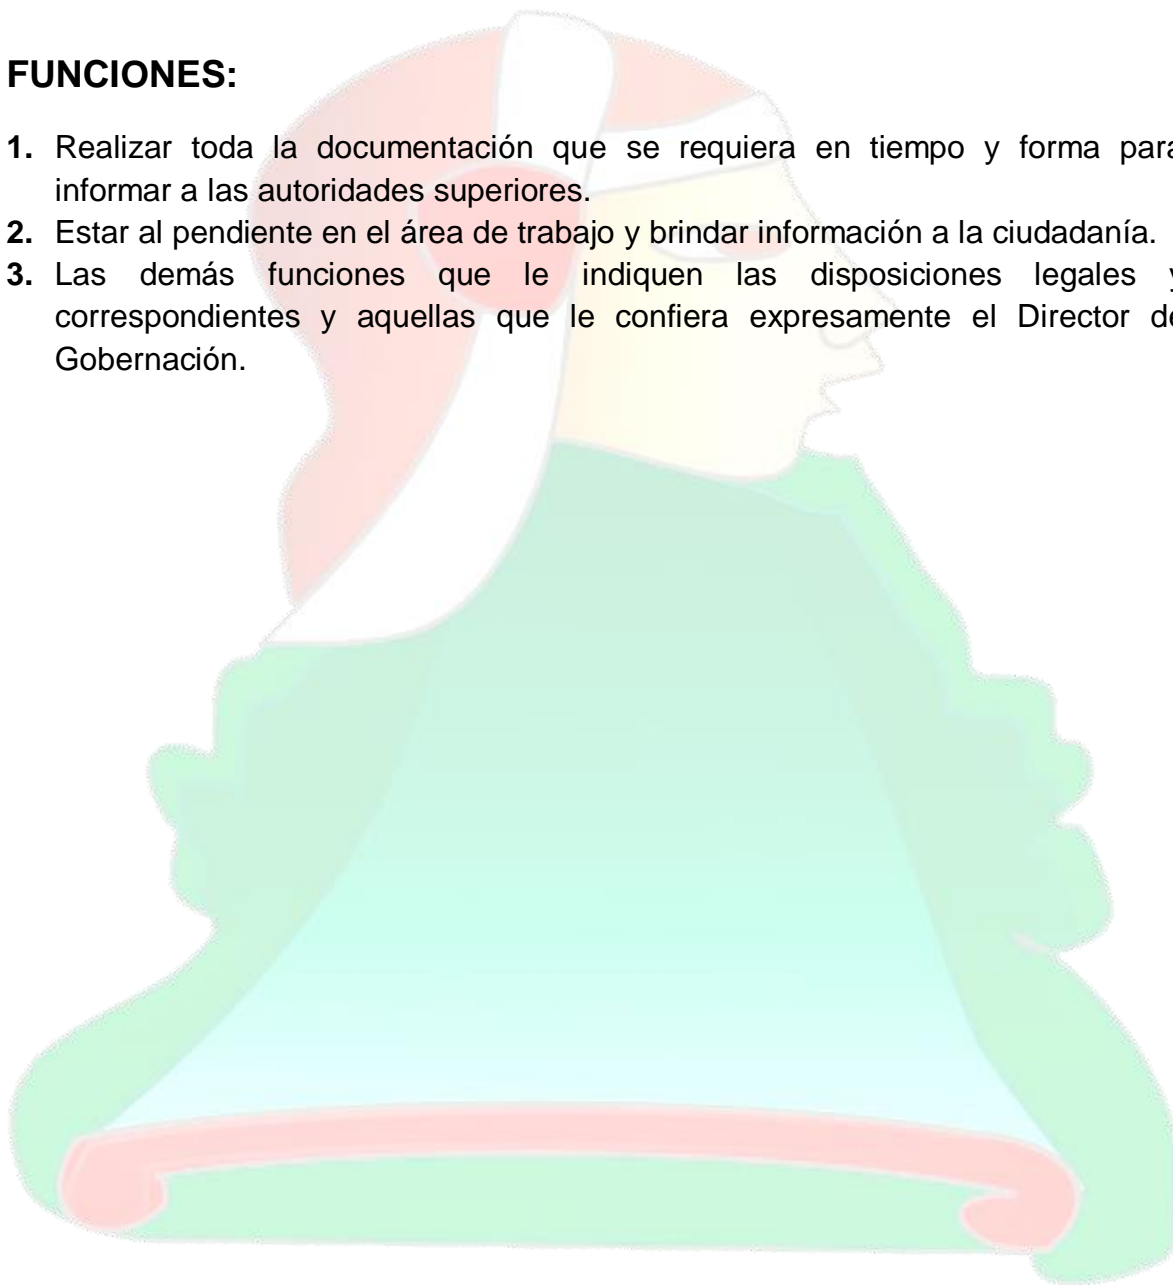 FUNCIONES:
1. Realizar toda la documentación que se requiera en tiempo y forma para
informar a las autoridades superiores.
2. Estar al pendiente en el área de trabajo y brindar información a la ciudadanía.
3. Las demás funciones que le indiquen las disposiciones legales y
correspondientes y aquellas que le confiera expresamente el Director de
Gobernación.